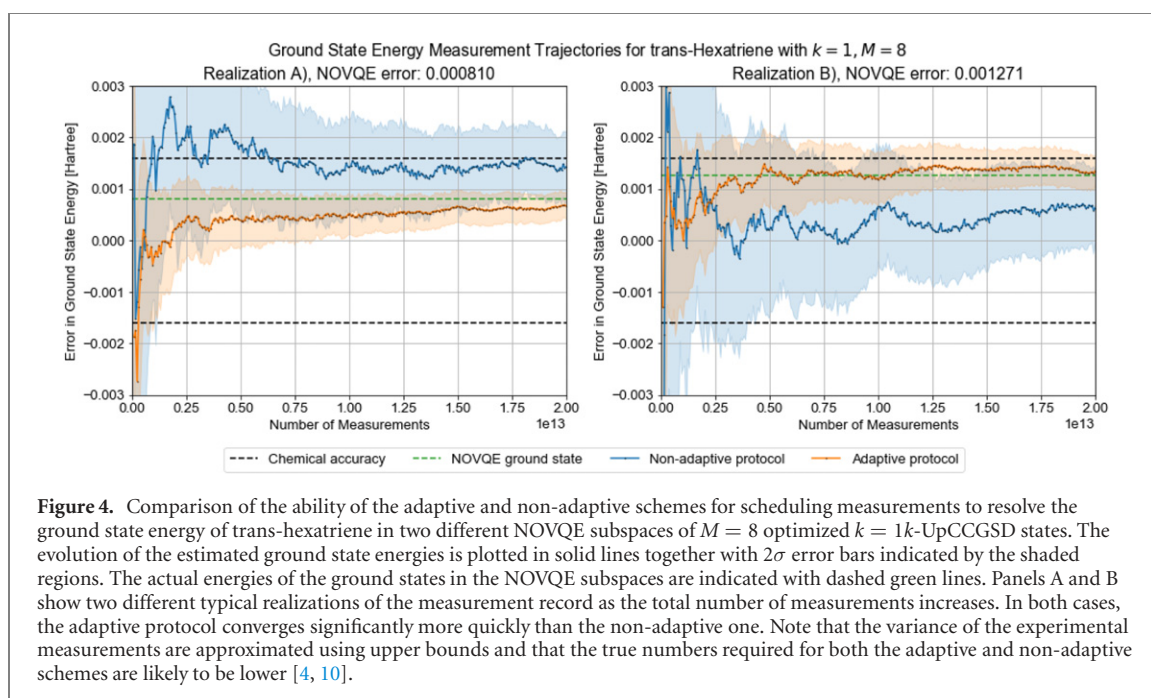 Ground State Energy Measurement Trajectories for trans-Hexatriene with k = 1, M = 8
Realization A), NOVQE error: 0.000810
Realization B), NOVQE error: 0.001271
Error in Ground State Energy [Hartree]
0.003
0.002
0.001
0.000
−0.001
−0.002
−0.003
0.00 0.25 0.50 0.75 1.00 1.25 1.50 1.75 2.00
Number of Measurements
1e13
Error in Ground State Energy [Hartree]
0.003
0.002
0.001
0.000
−0.001
−0.002
−0.003
0.00 0.25 0.50 0.75 1.00 1.25 1.50 1.75 2.00
Number of Measurements
1e13
Chemical accuracy NOVQE ground state Non-adaptive protocol Adaptive protocol
Figure 4. Comparison of the ability of the adaptive and non-adaptive schemes for scheduling measurements to resolve the
ground state energy of trans-hexatriene in two different NOVQE subspaces of M = 8 optimized k = 1k-UpCCGSD states. The
evolution of the estimated ground state energies is plotted in solid lines together with 2σ error bars indicated by the shaded
regions. The actual energies of the ground states in the NOVQE subspaces are indicated with dashed green lines. Panels A and B
show two different typical realizations of the measurement record as the total number of measurements increases. In both cases,
the adaptive protocol converges significantly more quickly than the non-adaptive one. Note that the variance of the experimental
measurements are approximated using upper bounds and that the true numbers required for both the adaptive and non-adaptive
schemes are likely to be lower [4, 10].